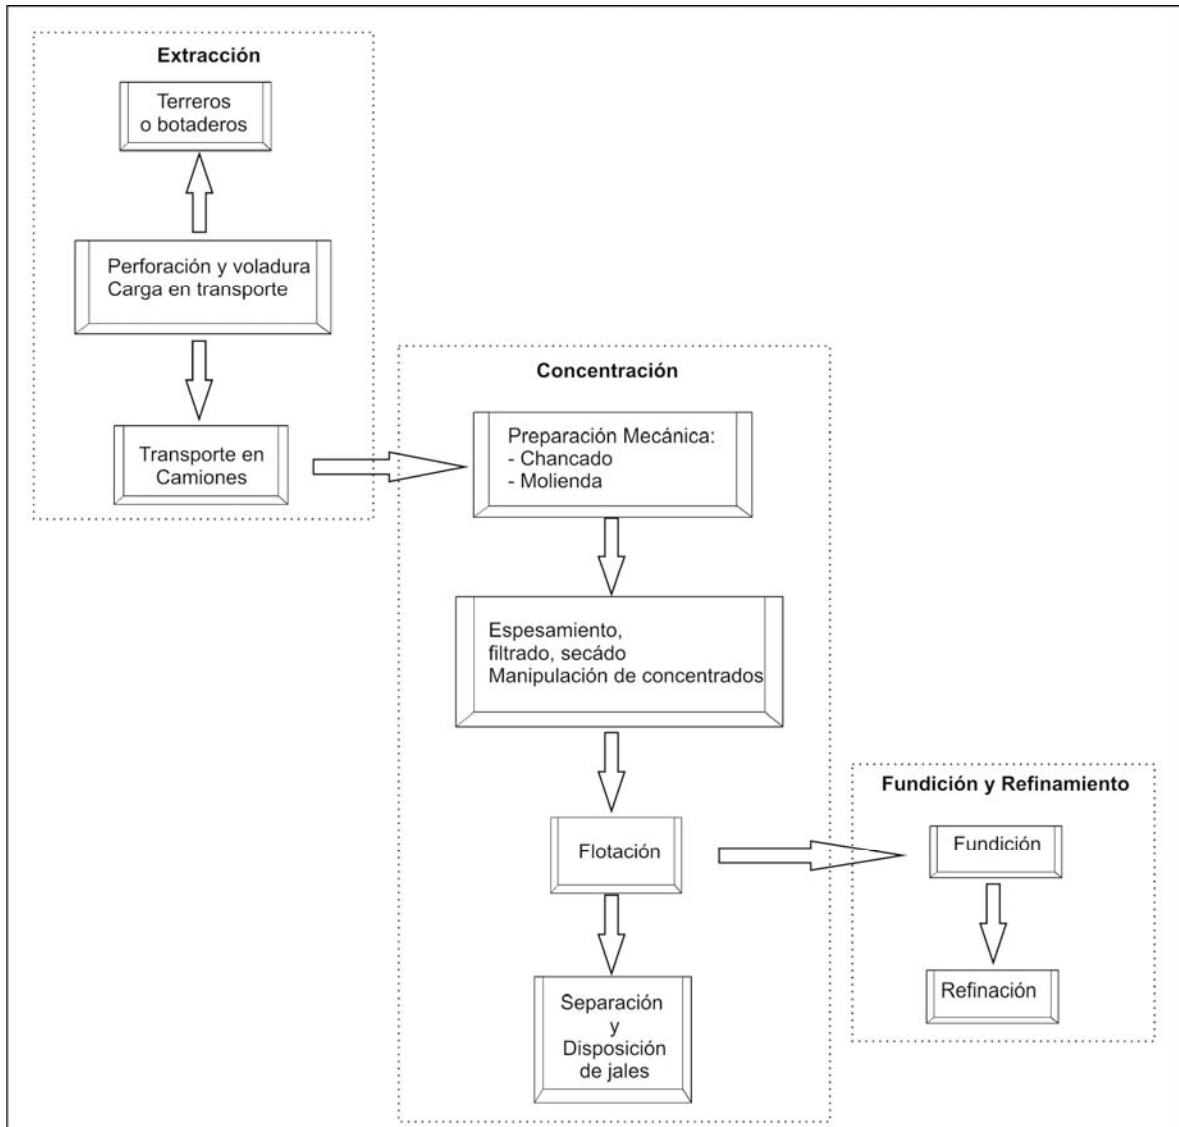 Extracción
Terreros
o botaderos
Perforación y voladura
Carga en transporte
Transporte en
Camiones
Concentración
Preparación Mecánica:
- Chancado
- Molienda
Espesamiento,
filtrado, secádo
Manipulación de concentrados
Flotación
Separación
y
Disposición
de jales
Fundición y Refinamiento
Fundición
Refinación